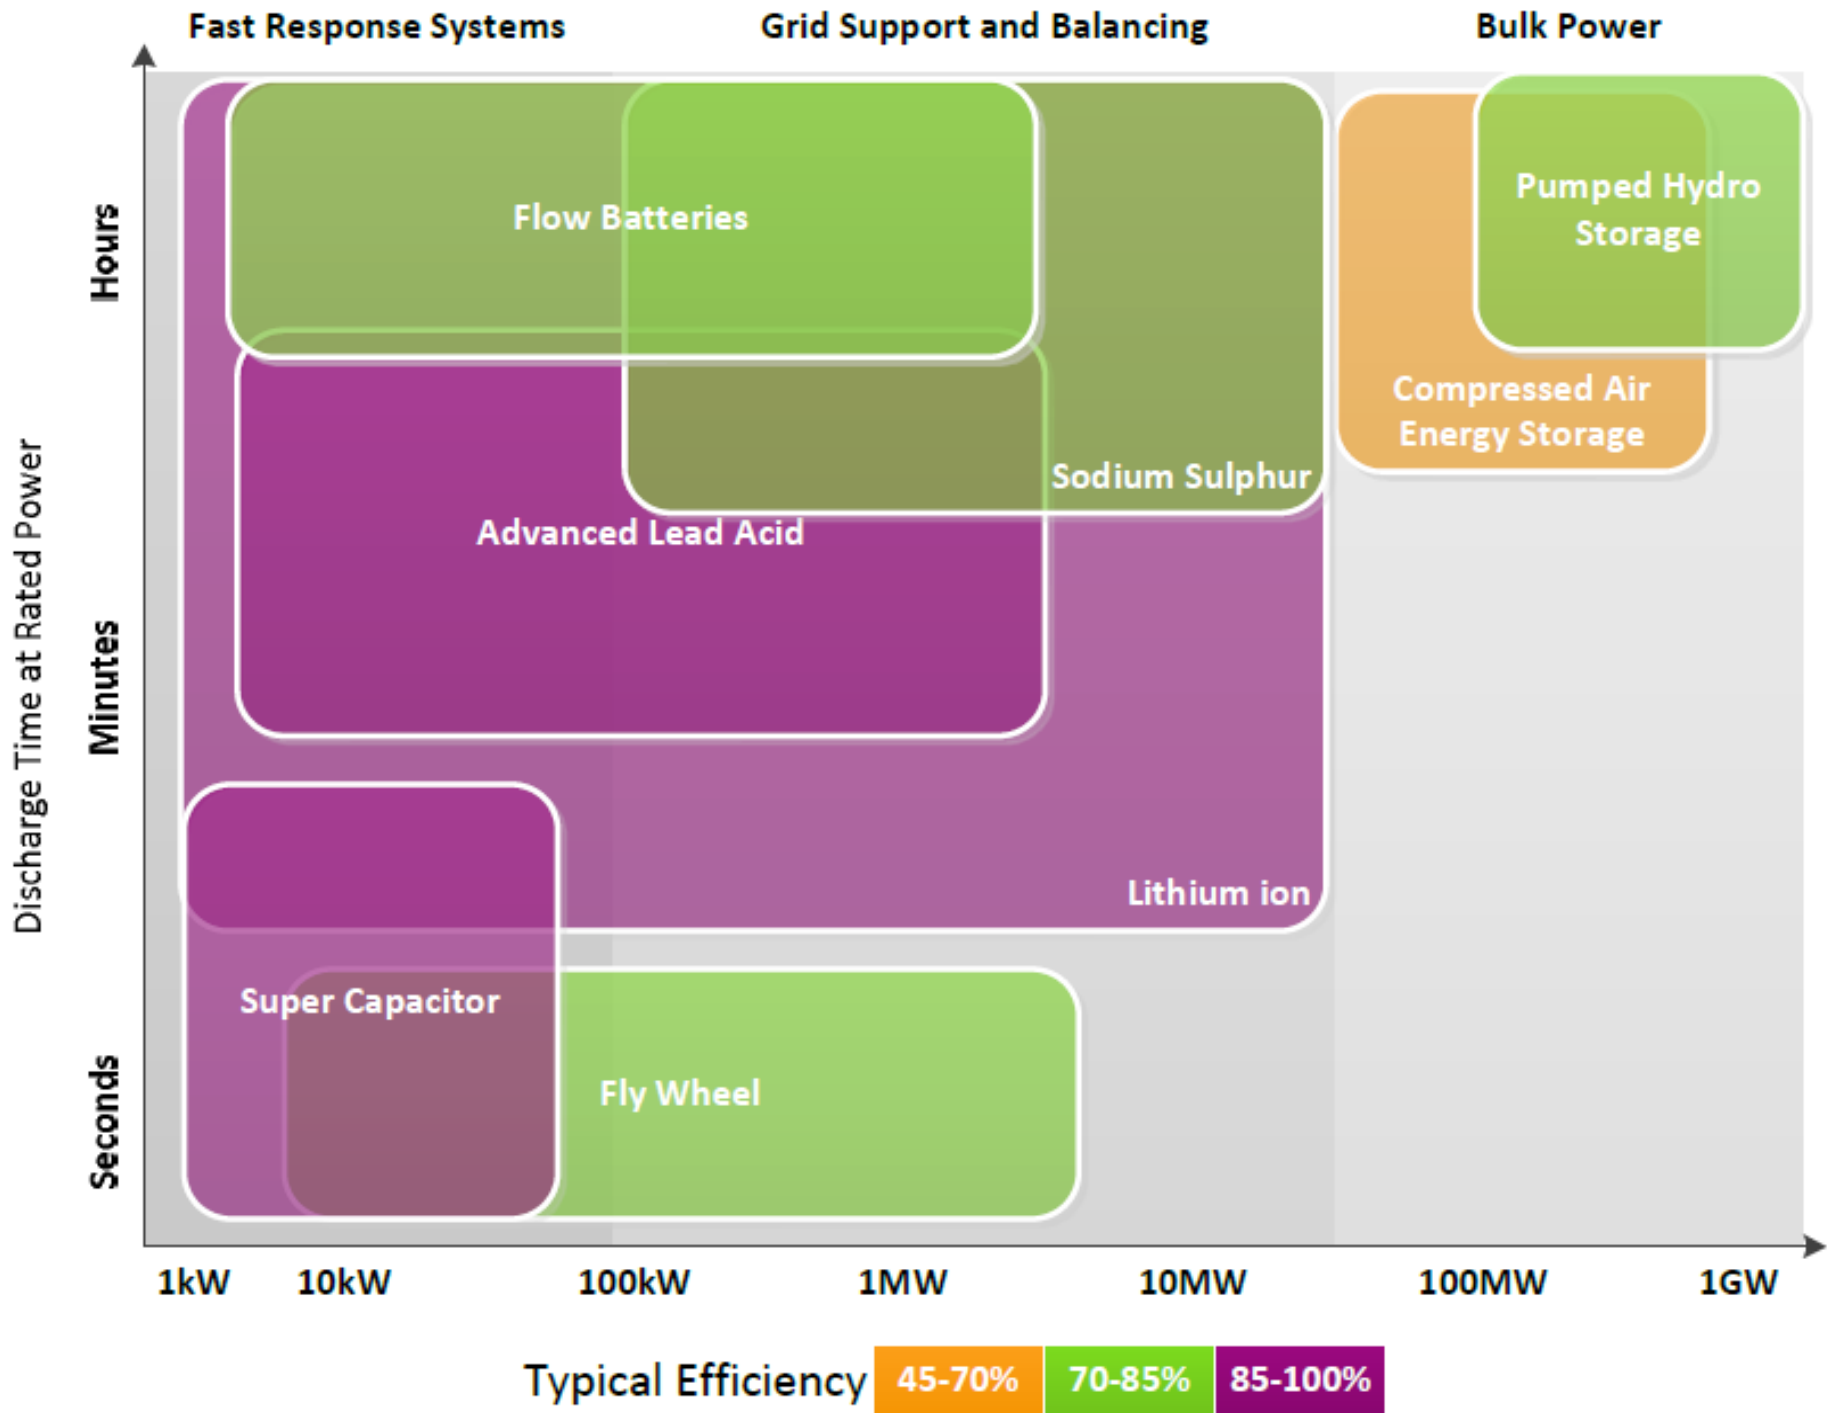 Fast Response Systems
Grid Support and Balancing
Bulk Power
Discharge Time at Rated Power
Hours
Minutes
Seconds
Flow Batteries
Pumped Hydro
Storage
Compressed Air
Energy Storage
Sodium Sulphur
Advanced Lead Acid
Lithium ion
Super Capacitor
Fly Wheel
1kW
10kW
100kW
1MW
10MW
100MW
1GW
Typical Efficiency
45-70%
70-85%
85-100%